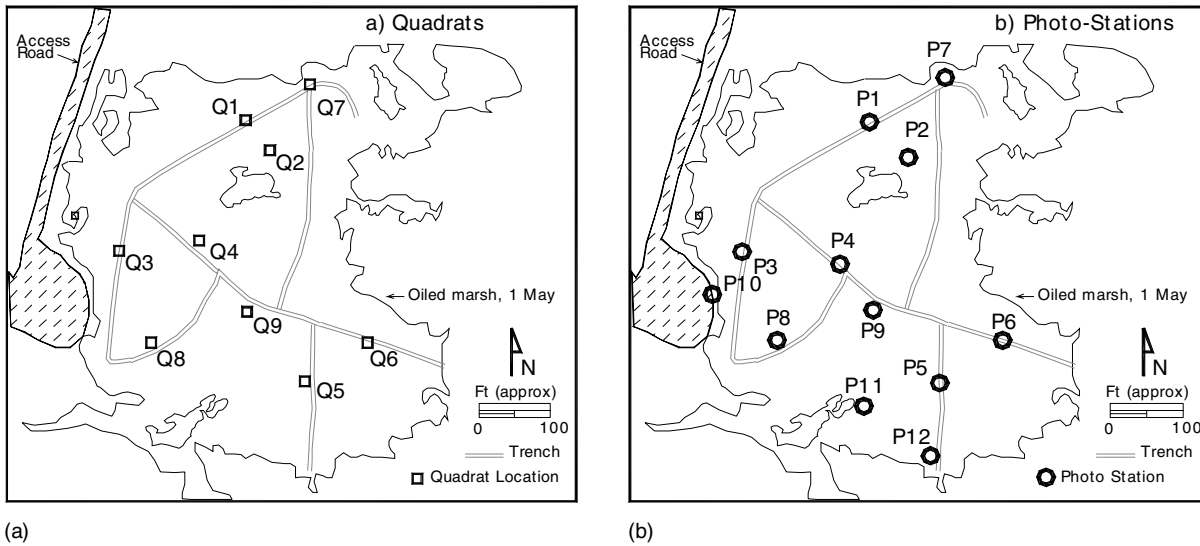 a) Quadrats
Access
Road
Q7
Q1
Q2
Q4
Q3
Oiled marsh, 1 May
Q9
Q6
Q8
Q5
N
Ft (approx)
0 100
Trench
Quadrat Location
(a)
b) Photo-Stations
Access
Road
P7
P1
P2
P4
P3
P10
Oiled marsh, 1 May
P9
P6
P8
P5
N
P11
Ft (approx)
0 100
P12
Trench
Photo Station
(b)